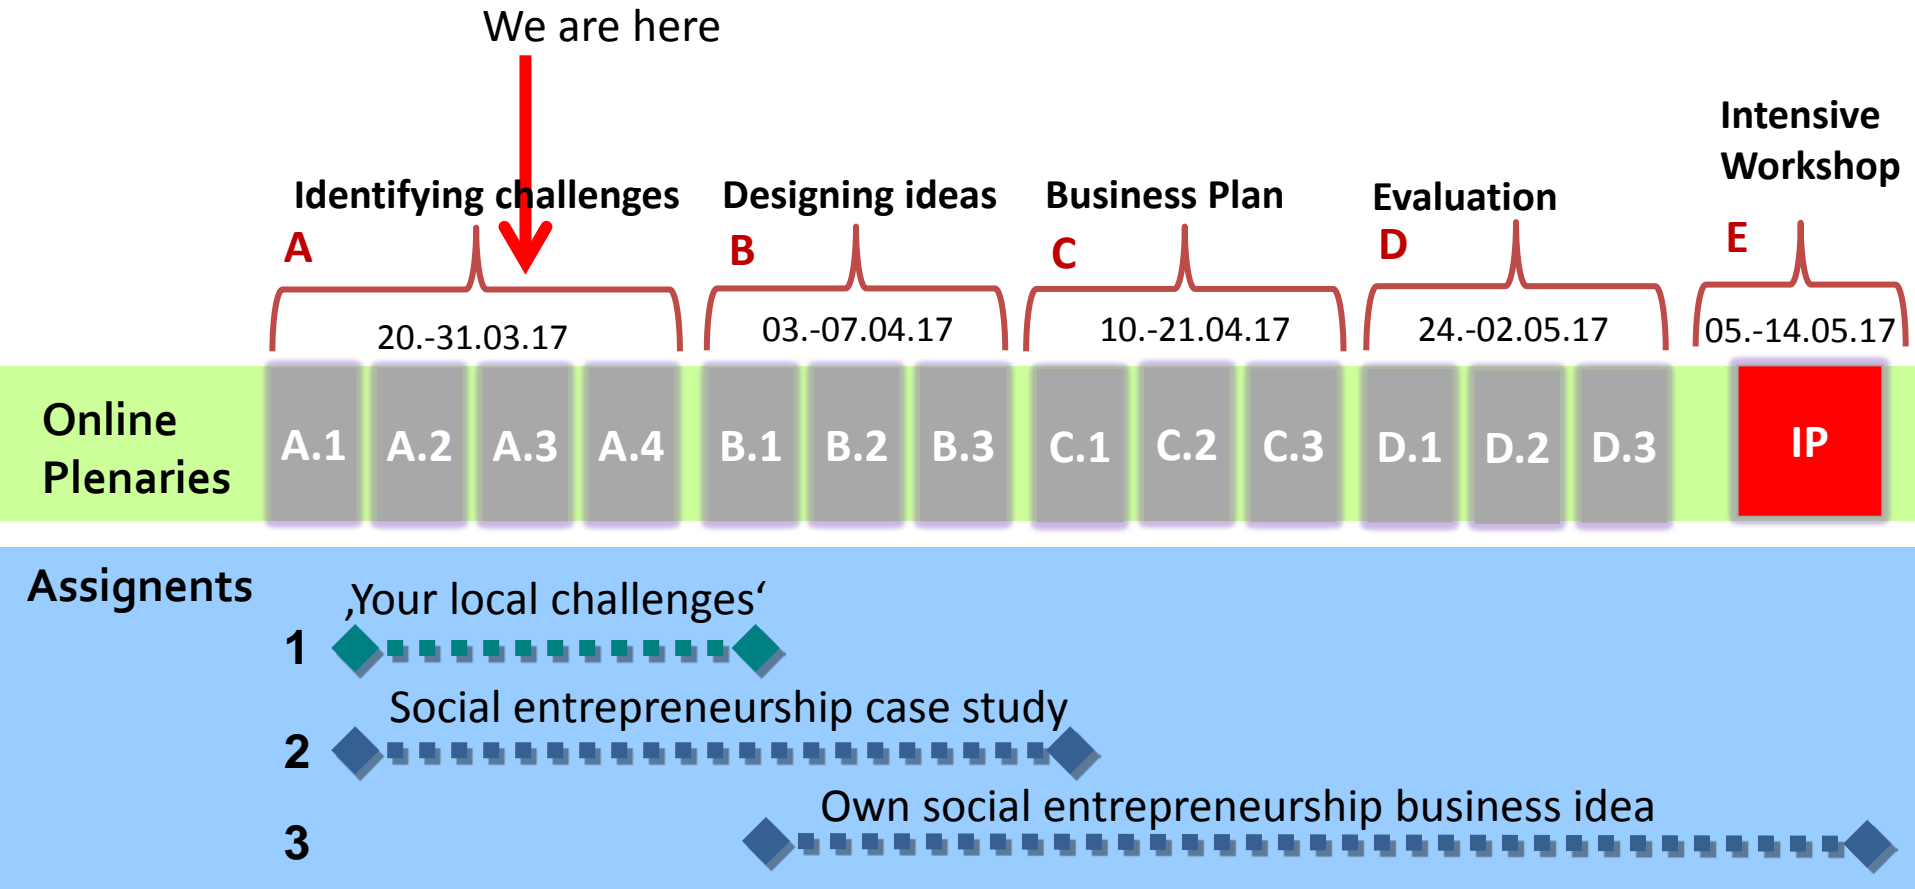 We are here
Intensive
Workshop
Identifying challenges
Designing ideas
Business Plan
Evaluation
A
B
C
D
E
20.-31.03.17
03.-07.04.17
10.-21.04.17
24.-02.05.17
05.-14.05.17
Online
Plenaries
A.1
A.2
A.3
A.4
B.1
B.2
B.3
C.1
C.2
C.3
D.1
D.2
D.3
IP
Assignents
‚Your local challenges‘
1
Social entrepreneurship case study
2
Own social entrepreneurship business idea
3